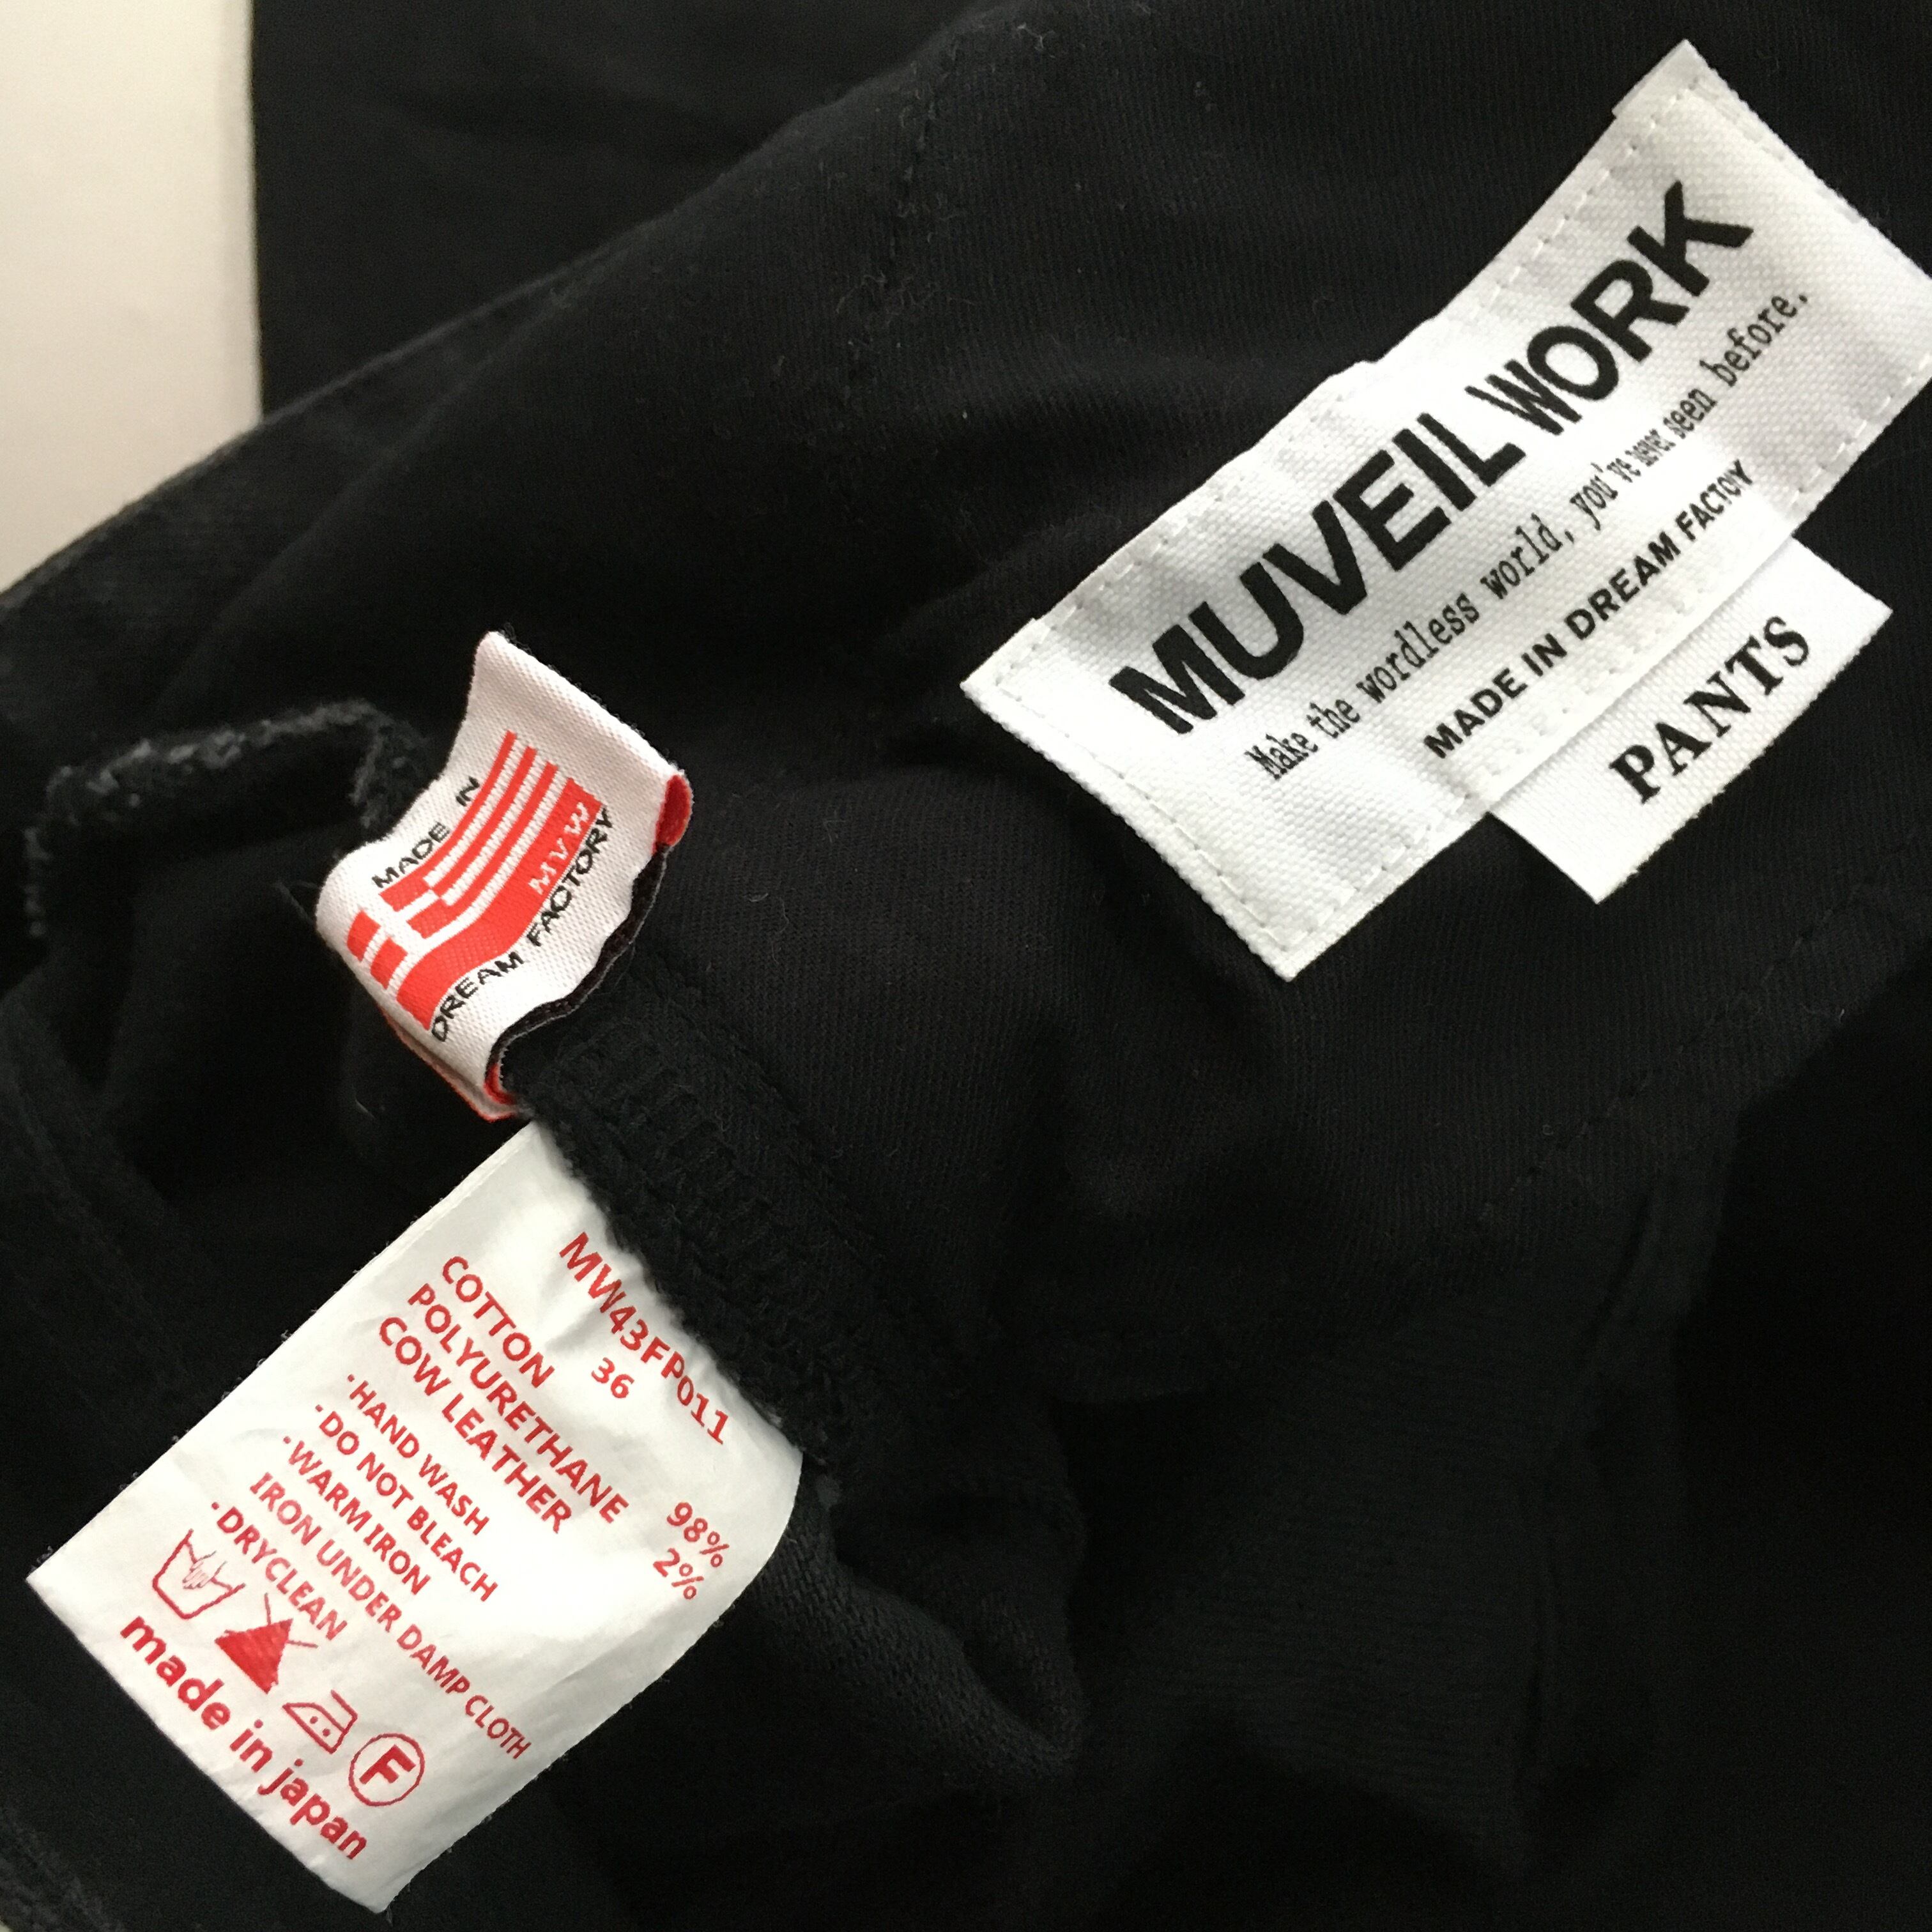 MUVEIL WORK
Make the wordless world, you've never seen before.
MADE IN DREAM FACTORY
PANTS
MADE IN
MVW
DREAM FACTORY
MW43FP011
36
COTTON 98%
POLYURETHANE 2%
COW LEATHER
·HAND WASH
·DO NOT BLEACH
·WARM IRON
IRON UNDER DAMP CLOTH
·DRYCLEAN
F
made in japan